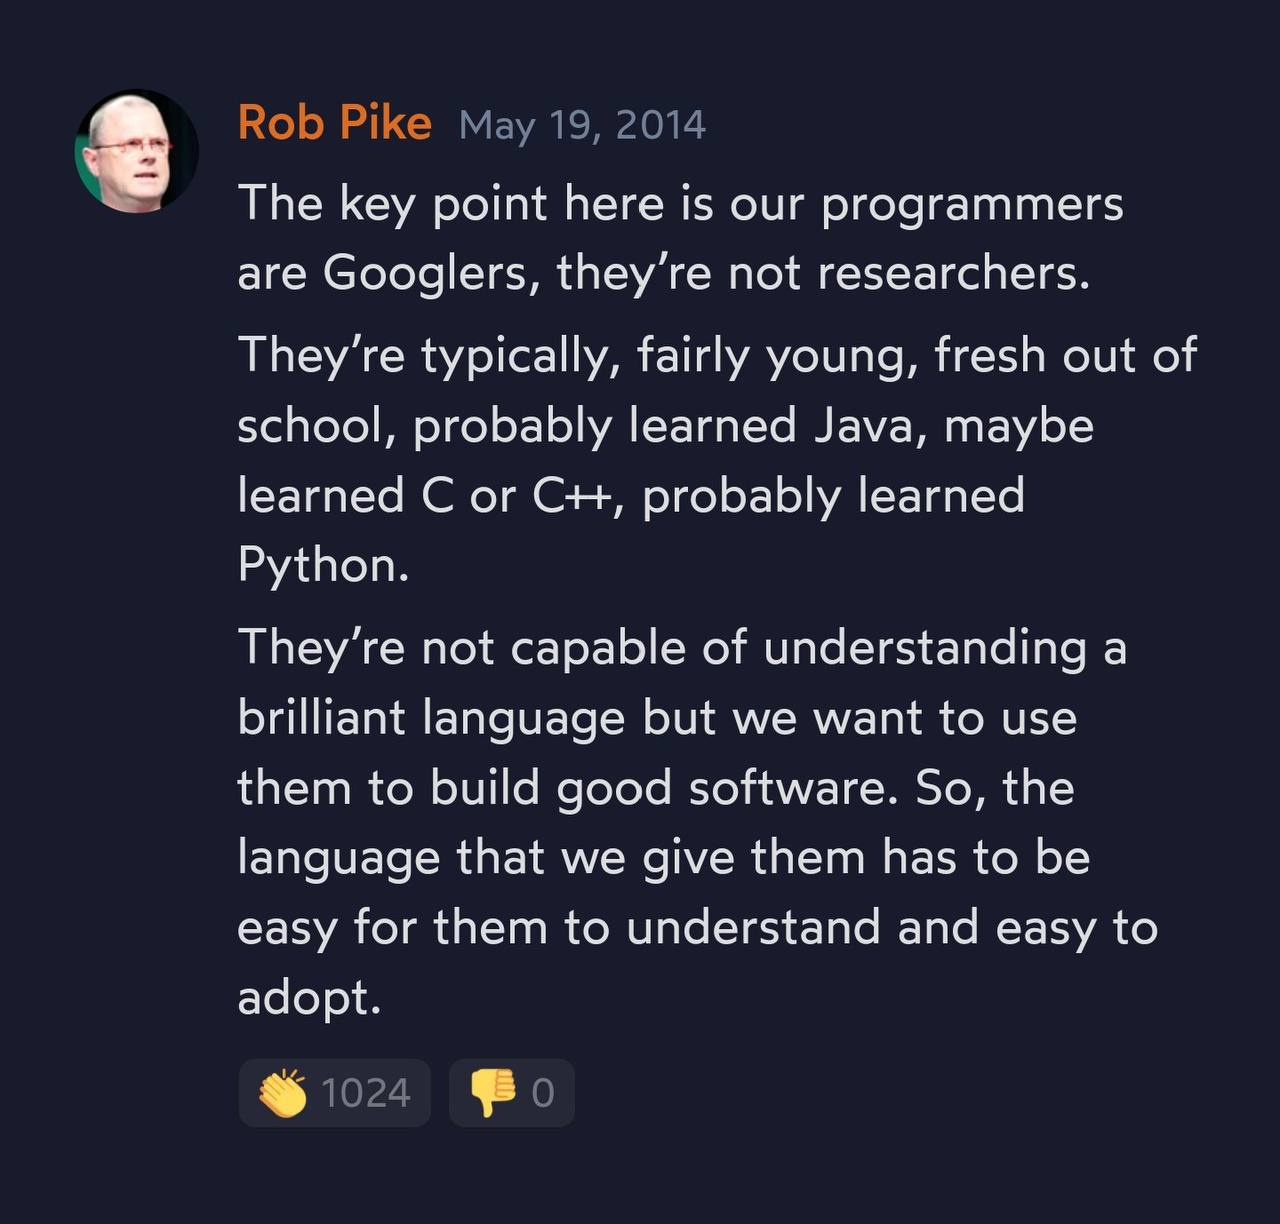 Rob Pike May 19, 2014
The key point here is our programmers
are Googlers, they’re not researchers.
They’re typically, fairly young, fresh out of
school, probably learned Java, maybe
learned C or C++, probably learned
Python.
They’re not capable of understanding a
brilliant language but we want to use
them to build good software. So, the
language that we give them has to be
easy for them to understand and easy to
adopt.
👏 1024 👎 0